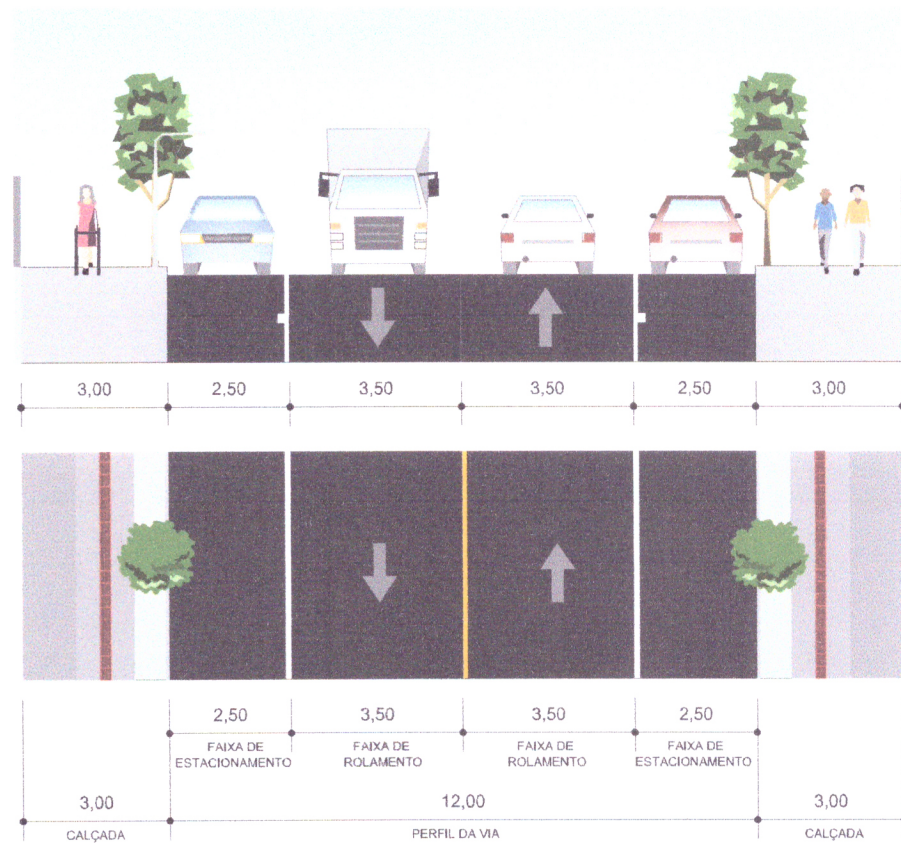 3,00 2,50 3,50 3,50 2,50 3,00
2,50 3,50 3,50 2,50
FAIXA DE FAIXA DE FAIXA DE FAIXA DE
ESTACIONAMENTO ROLAMENTO ROLAMENTO ESTACIONAMENTO
3,00 12,00 3,00
CALÇADA PERFIL DA VIA CALÇADA